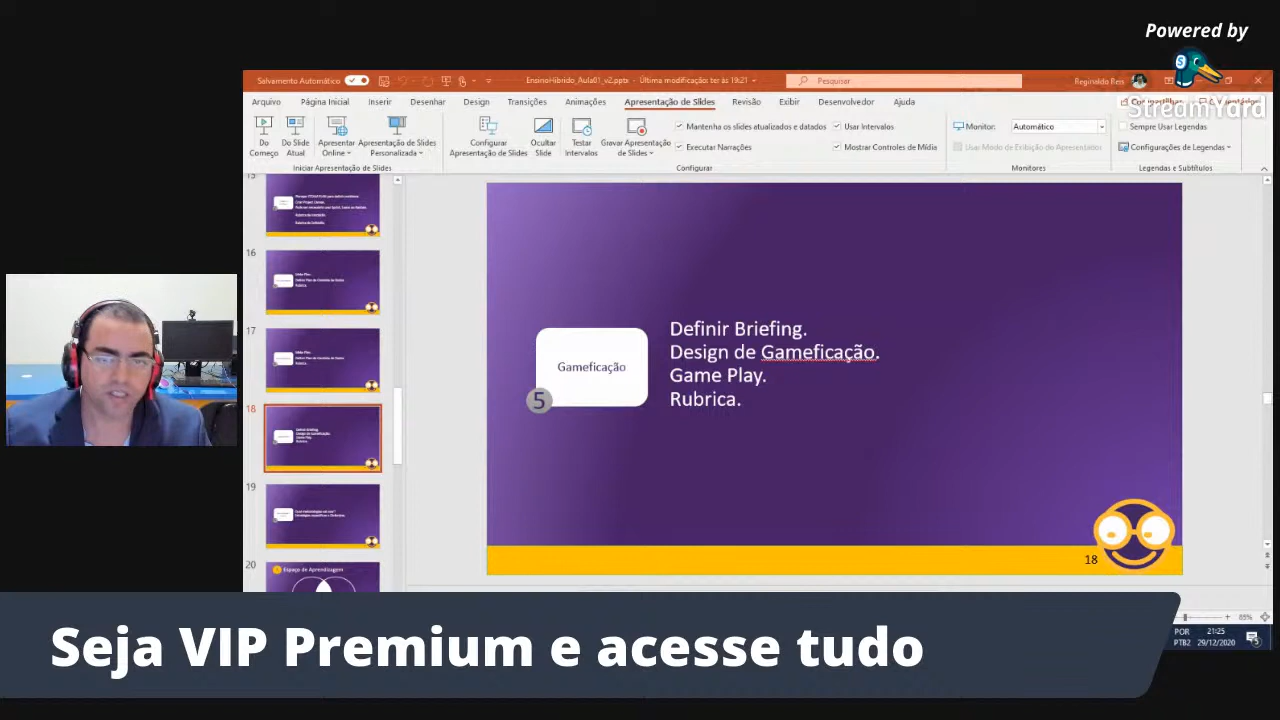 Powered by
StreamYard
Salvamento Automático
EnsinoHibrido_Aula01_v2.pptx - Última modificação: ter às 19:21
Pesquisar
Reginaldo Reis
Arquivo Página Inicial Inserir Desenhar Design Transições Animações Apresentação de Slides Revisão Exibir Desenvolvedor Ajuda
Do Começo
Do Slide Atual
Apresentar Online
Apresentação de Slides Personalizada
Configurar Apresentação de Slides
Ocultar Slide
Testar Intervalos
Gravar Apresentação de Slides
Mantenha os slides atualizados e datados
Executar Narrações
Usar Intervalos
Mostrar Controles de Mídia
Monitor: Automático
Usar Modo de Exibição do Apresentador
Sempre Usar Legendas
Configurações de Legendas
Iniciar Apresentação de Slides
Configurar
Monitores
Legendas e Subtítulos
15
16
17
18
19
20
Espaço de Aprendizagem
Gameficação
5
Definir Briefing.
Design de Gameficação.
Game Play.
Rubrica.
18
85%
POR
PTB2
21:25
29/12/2020
Seja VIP Premium e acesse tudo